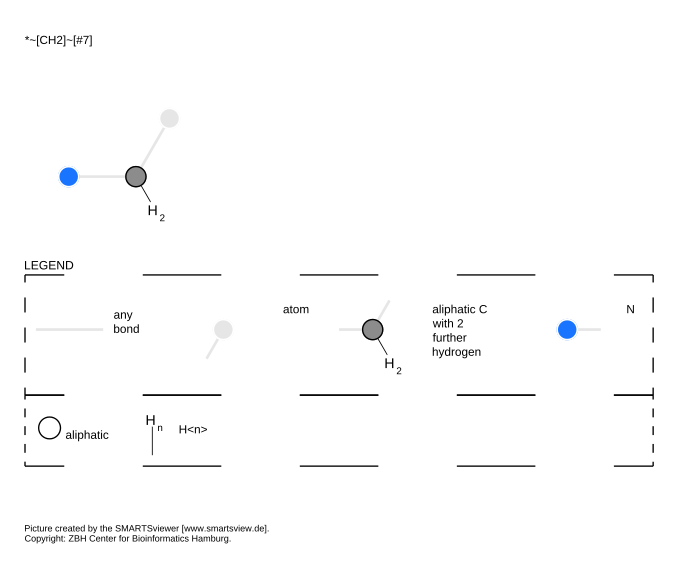 *~[CH2]~[#7]
H 2
LEGEND
any
bond
atom
H 2
aliphatic C
with 2
further
hydrogen
N
aliphatic
H n
H<n>
Picture created by the SMARTSviewer [www.smartsview.de].
Copyright: ZBH Center for Bioinformatics Hamburg.